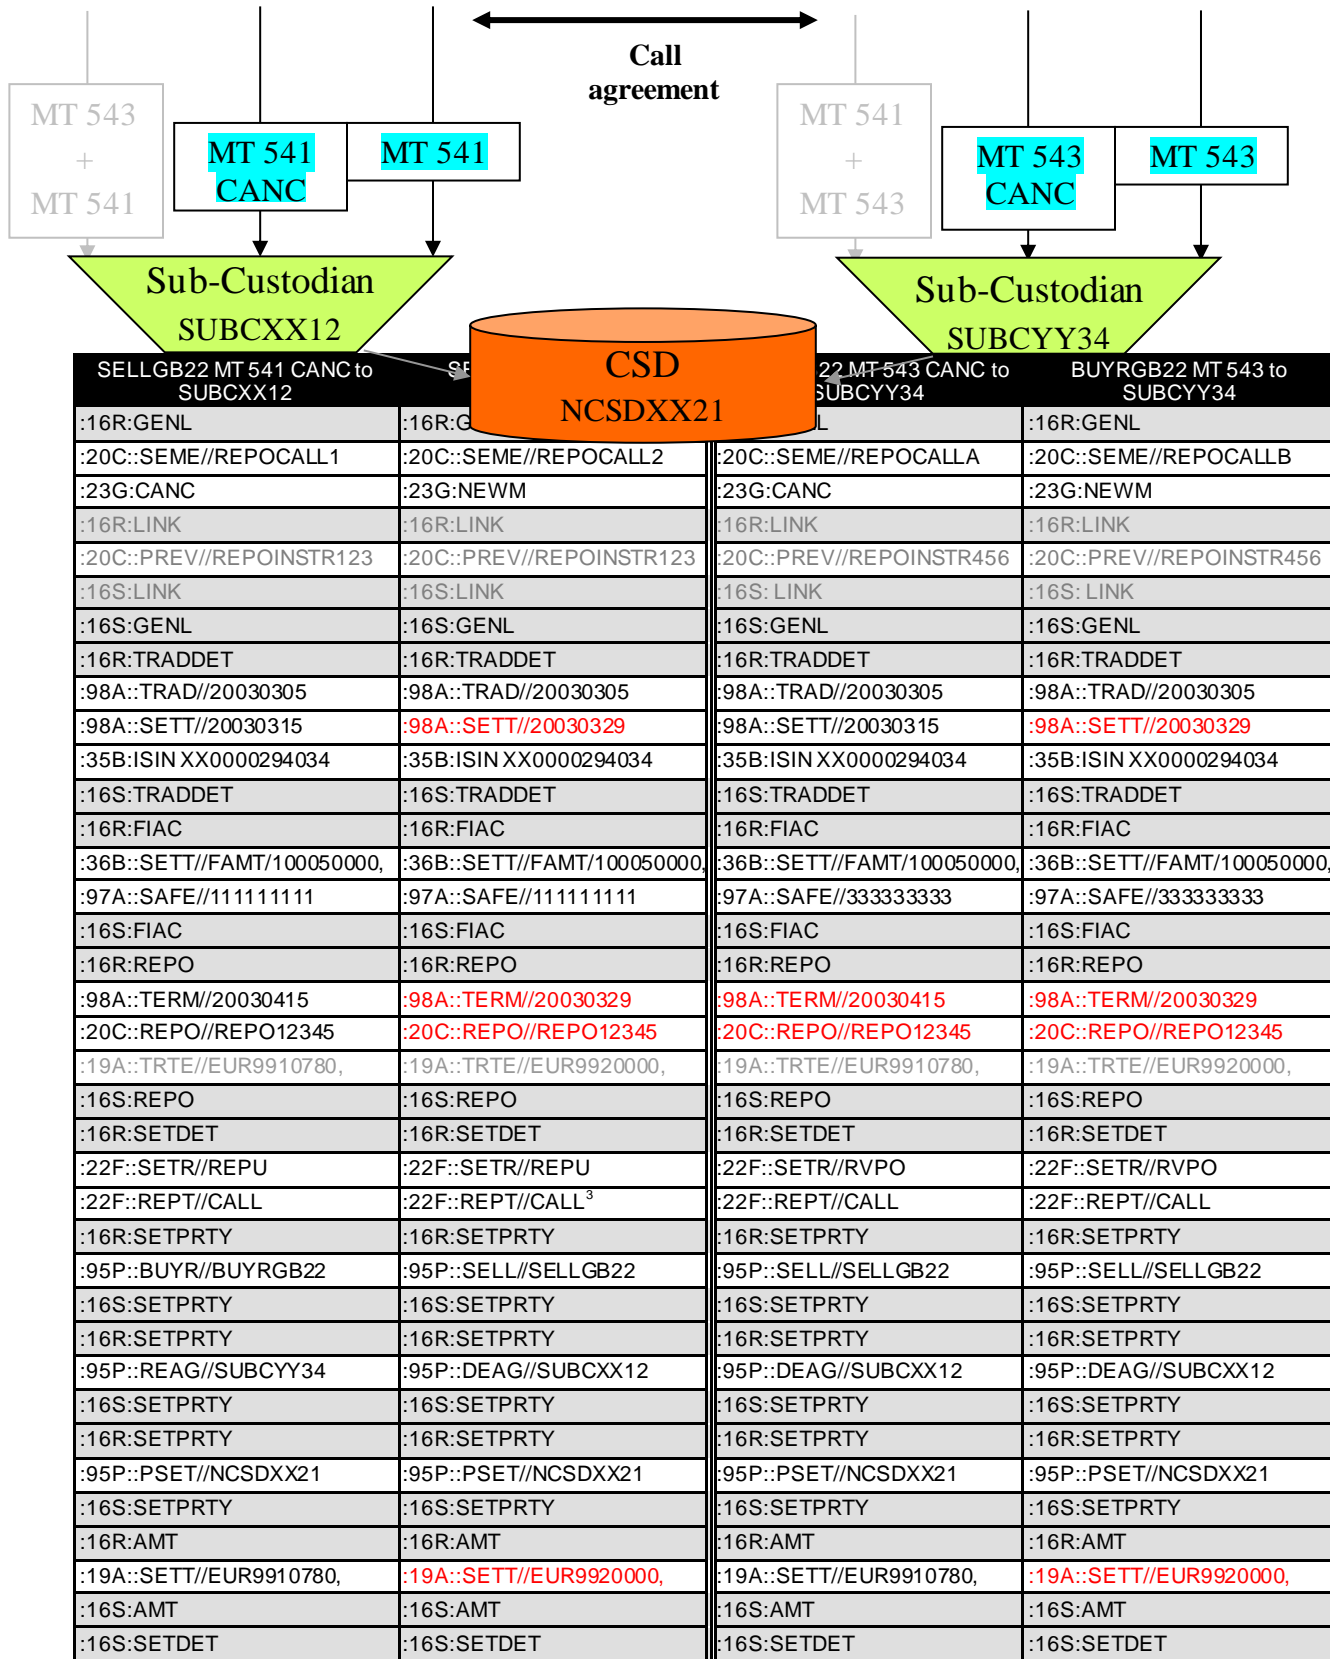 Call
agreement
MT 543
+
MT 541
MT 541
CANC
MT 541
MT 541
+
MT 543
MT 543
CANC
MT 543
Sub-Custodian
SUBCXX12
Sub-Custodian
SUBCYY34
CSD
NCSDXX21
SELLGB22 MT 541 CANC to
SUBCXX12
22 MT 543 CANC to
SUBCYY34
BUYRGB22 MT 543 to
SUBCYY34
:16R:GENL :16R:G :16R:GENL
:20C::SEME//REPOCALL1 :20C::SEME//REPOCALL2 :20C::SEME//REPOCALLA :20C::SEME//REPOCALLB
:23G:CANC :23G:NEWM :23G:CANC :23G:NEWM
:16R:LINK :16R:LINK :16R:LINK :16R:LINK
:20C::PREV//REPOINSTR123 :20C::PREV//REPOINSTR123 :20C::PREV//REPOINSTR456 :20C::PREV//REPOINSTR456
:16S:LINK :16S:LINK :16S: LINK :16S: LINK
:16S:GENL :16S:GENL :16S:GENL :16S:GENL
:16R:TRADDET :16R:TRADDET :16R:TRADDET :16R:TRADDET
:98A::TRAD//20030305 :98A::TRAD//20030305 :98A::TRAD//20030305 :98A::TRAD//20030305
:98A::SETT//20030315 :98A::SETT//20030329 :98A::SETT//20030315 :98A::SETT//20030329
:35B:ISIN XX0000294034 :35B:ISIN XX0000294034 :35B:ISIN XX0000294034 :35B:ISIN XX0000294034
:16S:TRADDET :16S:TRADDET :16S:TRADDET :16S:TRADDET
:16R:FIAC :16R:FIAC :16R:FIAC :16R:FIAC
:36B::SETT//FAMT/100050000, :36B::SETT//FAMT/100050000, :36B::SETT//FAMT/100050000, :36B::SETT//FAMT/100050000,
:97A::SAFE//111111111 :97A::SAFE//111111111 :97A::SAFE//333333333 :97A::SAFE//333333333
:16S:FIAC :16S:FIAC :16S:FIAC :16S:FIAC
:16R:REPO :16R:REPO :16R:REPO :16R:REPO
:98A::TERM//20030415 :98A::TERM//20030329 :98A::TERM//20030415 :98A::TERM//20030329
:20C::REPO//REPO12345 :20C::REPO//REPO12345 :20C::REPO//REPO12345 :20C::REPO//REPO12345
:19A::TRTE//EUR9910780, :19A::TRTE//EUR9920000, :19A::TRTE//EUR9910780, :19A::TRTE//EUR9920000,
:16S:REPO :16S:REPO :16S:REPO :16S:REPO
:16R:SETDET :16R:SETDET :16R:SETDET :16R:SETDET
:22F::SETR//REPU :22F::SETR//REPU :22F::SETR//RVPO :22F::SETR//RVPO
:22F::REPT//CALL :22F::REPT//CALL³ :22F::REPT//CALL :22F::REPT//CALL
:16R:SETPRTY :16R:SETPRTY :16R:SETPRTY :16R:SETPRTY
:95P::BUYR//BUYRGB22 :95P::SELL//SELLGB22 :95P::SELL//SELLGB22 :95P::SELL//SELLGB22
:16S:SETPRTY :16S:SETPRTY :16S:SETPRTY :16S:SETPRTY
:16R:SETPRTY :16R:SETPRTY :16R:SETPRTY :16R:SETPRTY
:95P::REAG//SUBCYY34 :95P::DEAG//SUBCXX12 :95P::DEAG//SUBCXX12 :95P::DEAG//SUBCXX12
:16S:SETPRTY :16S:SETPRTY :16S:SETPRTY :16S:SETPRTY
:16R:SETPRTY :16R:SETPRTY :16R:SETPRTY :16R:SETPRTY
:95P::PSET//NCSDXX21 :95P::PSET//NCSDXX21 :95P::PSET//NCSDXX21 :95P::PSET//NCSDXX21
:16S:SETPRTY :16S:SETPRTY :16S:SETPRTY :16S:SETPRTY
:16R:AMT :16R:AMT :16R:AMT :16R:AMT
:19A::SETT//EUR9910780, :19A::SETT//EUR9920000, :19A::SETT//EUR9910780, :19A::SETT//EUR9920000,
:16S:AMT :16S:AMT :16S:AMT :16S:AMT
:16S:SETDET :16S:SETDET :16S:SETDET :16S:SETDET